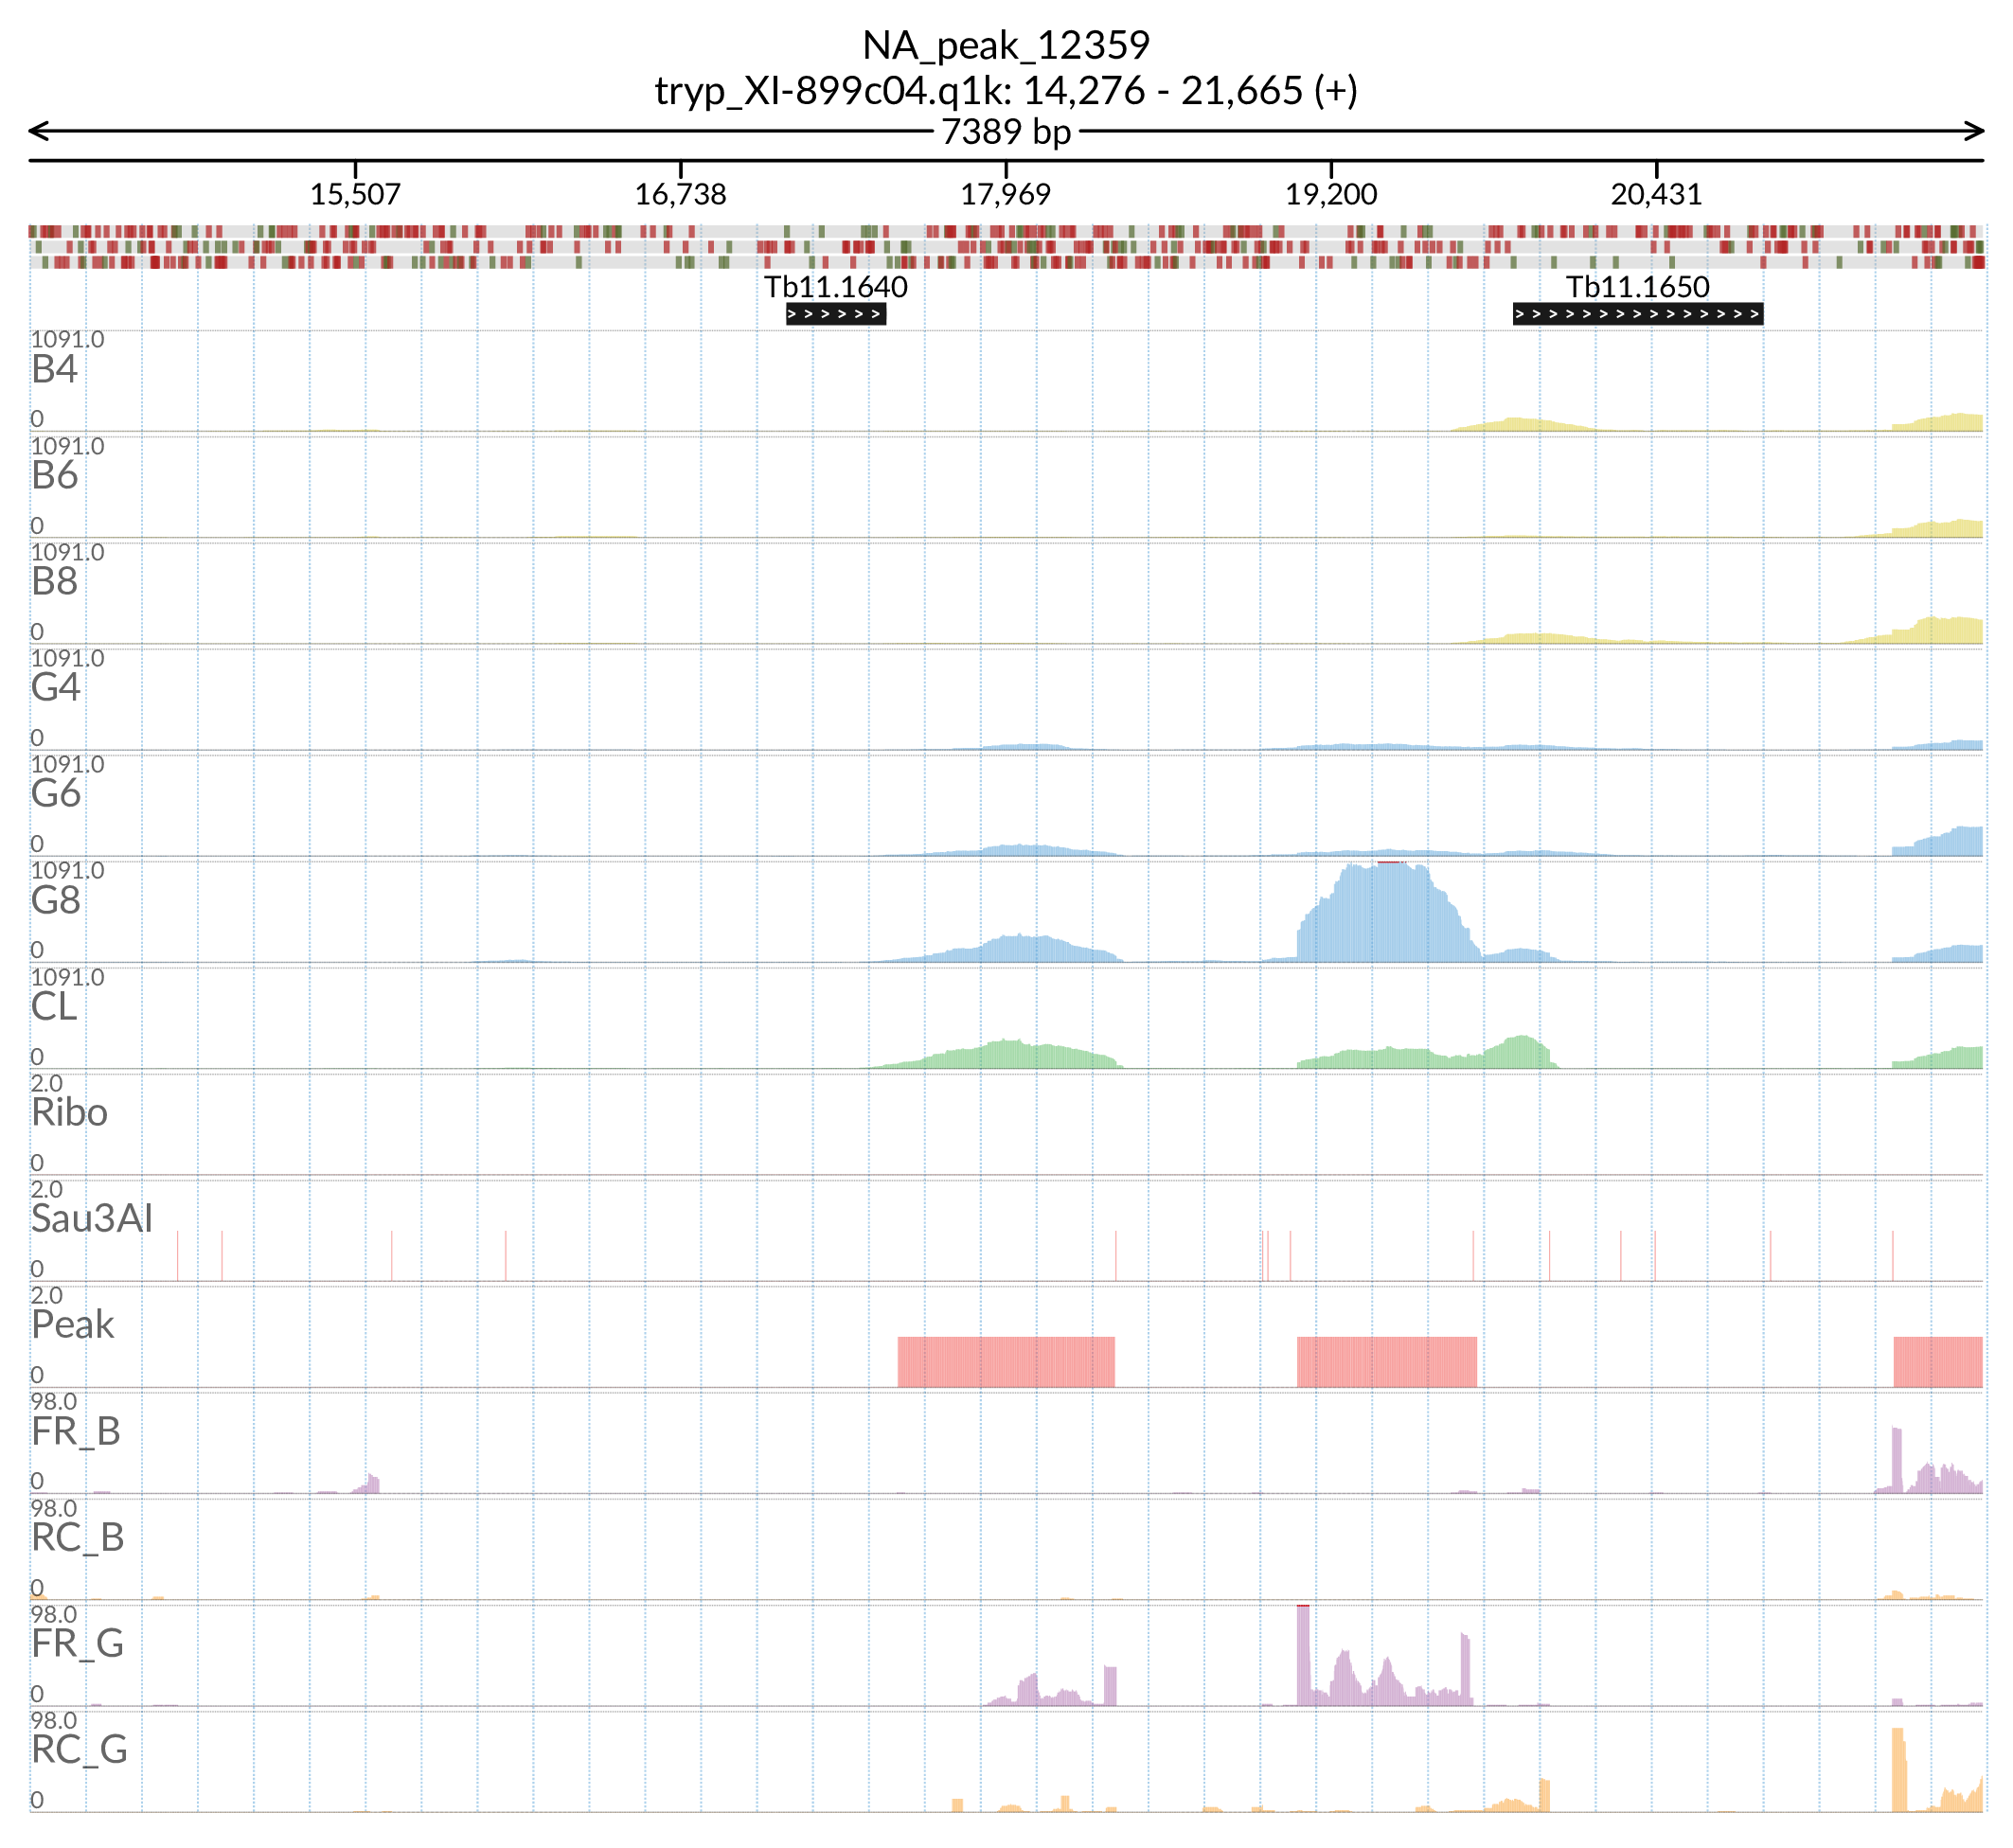 NA_peak_12359
tryp_XI-899c04.q1k: 14,276 - 21,665 (+)
7389 bp
15,507 16,738 17,969 19,200 20,431
Tb11.1640 Tb11.1650
1091.0
B4
0
1091.0
B6
0
1091.0
B8
0
1091.0
G4
0
1091.0
G6
0
1091.0
G8
0
1091.0
CL
0
2.0
Ribo
0
2.0
Sau3AI
0
2.0
Peak
0
98.0
FR_B
0
98.0
RC_B
0
98.0
FR_G
0
98.0
RC_G
0